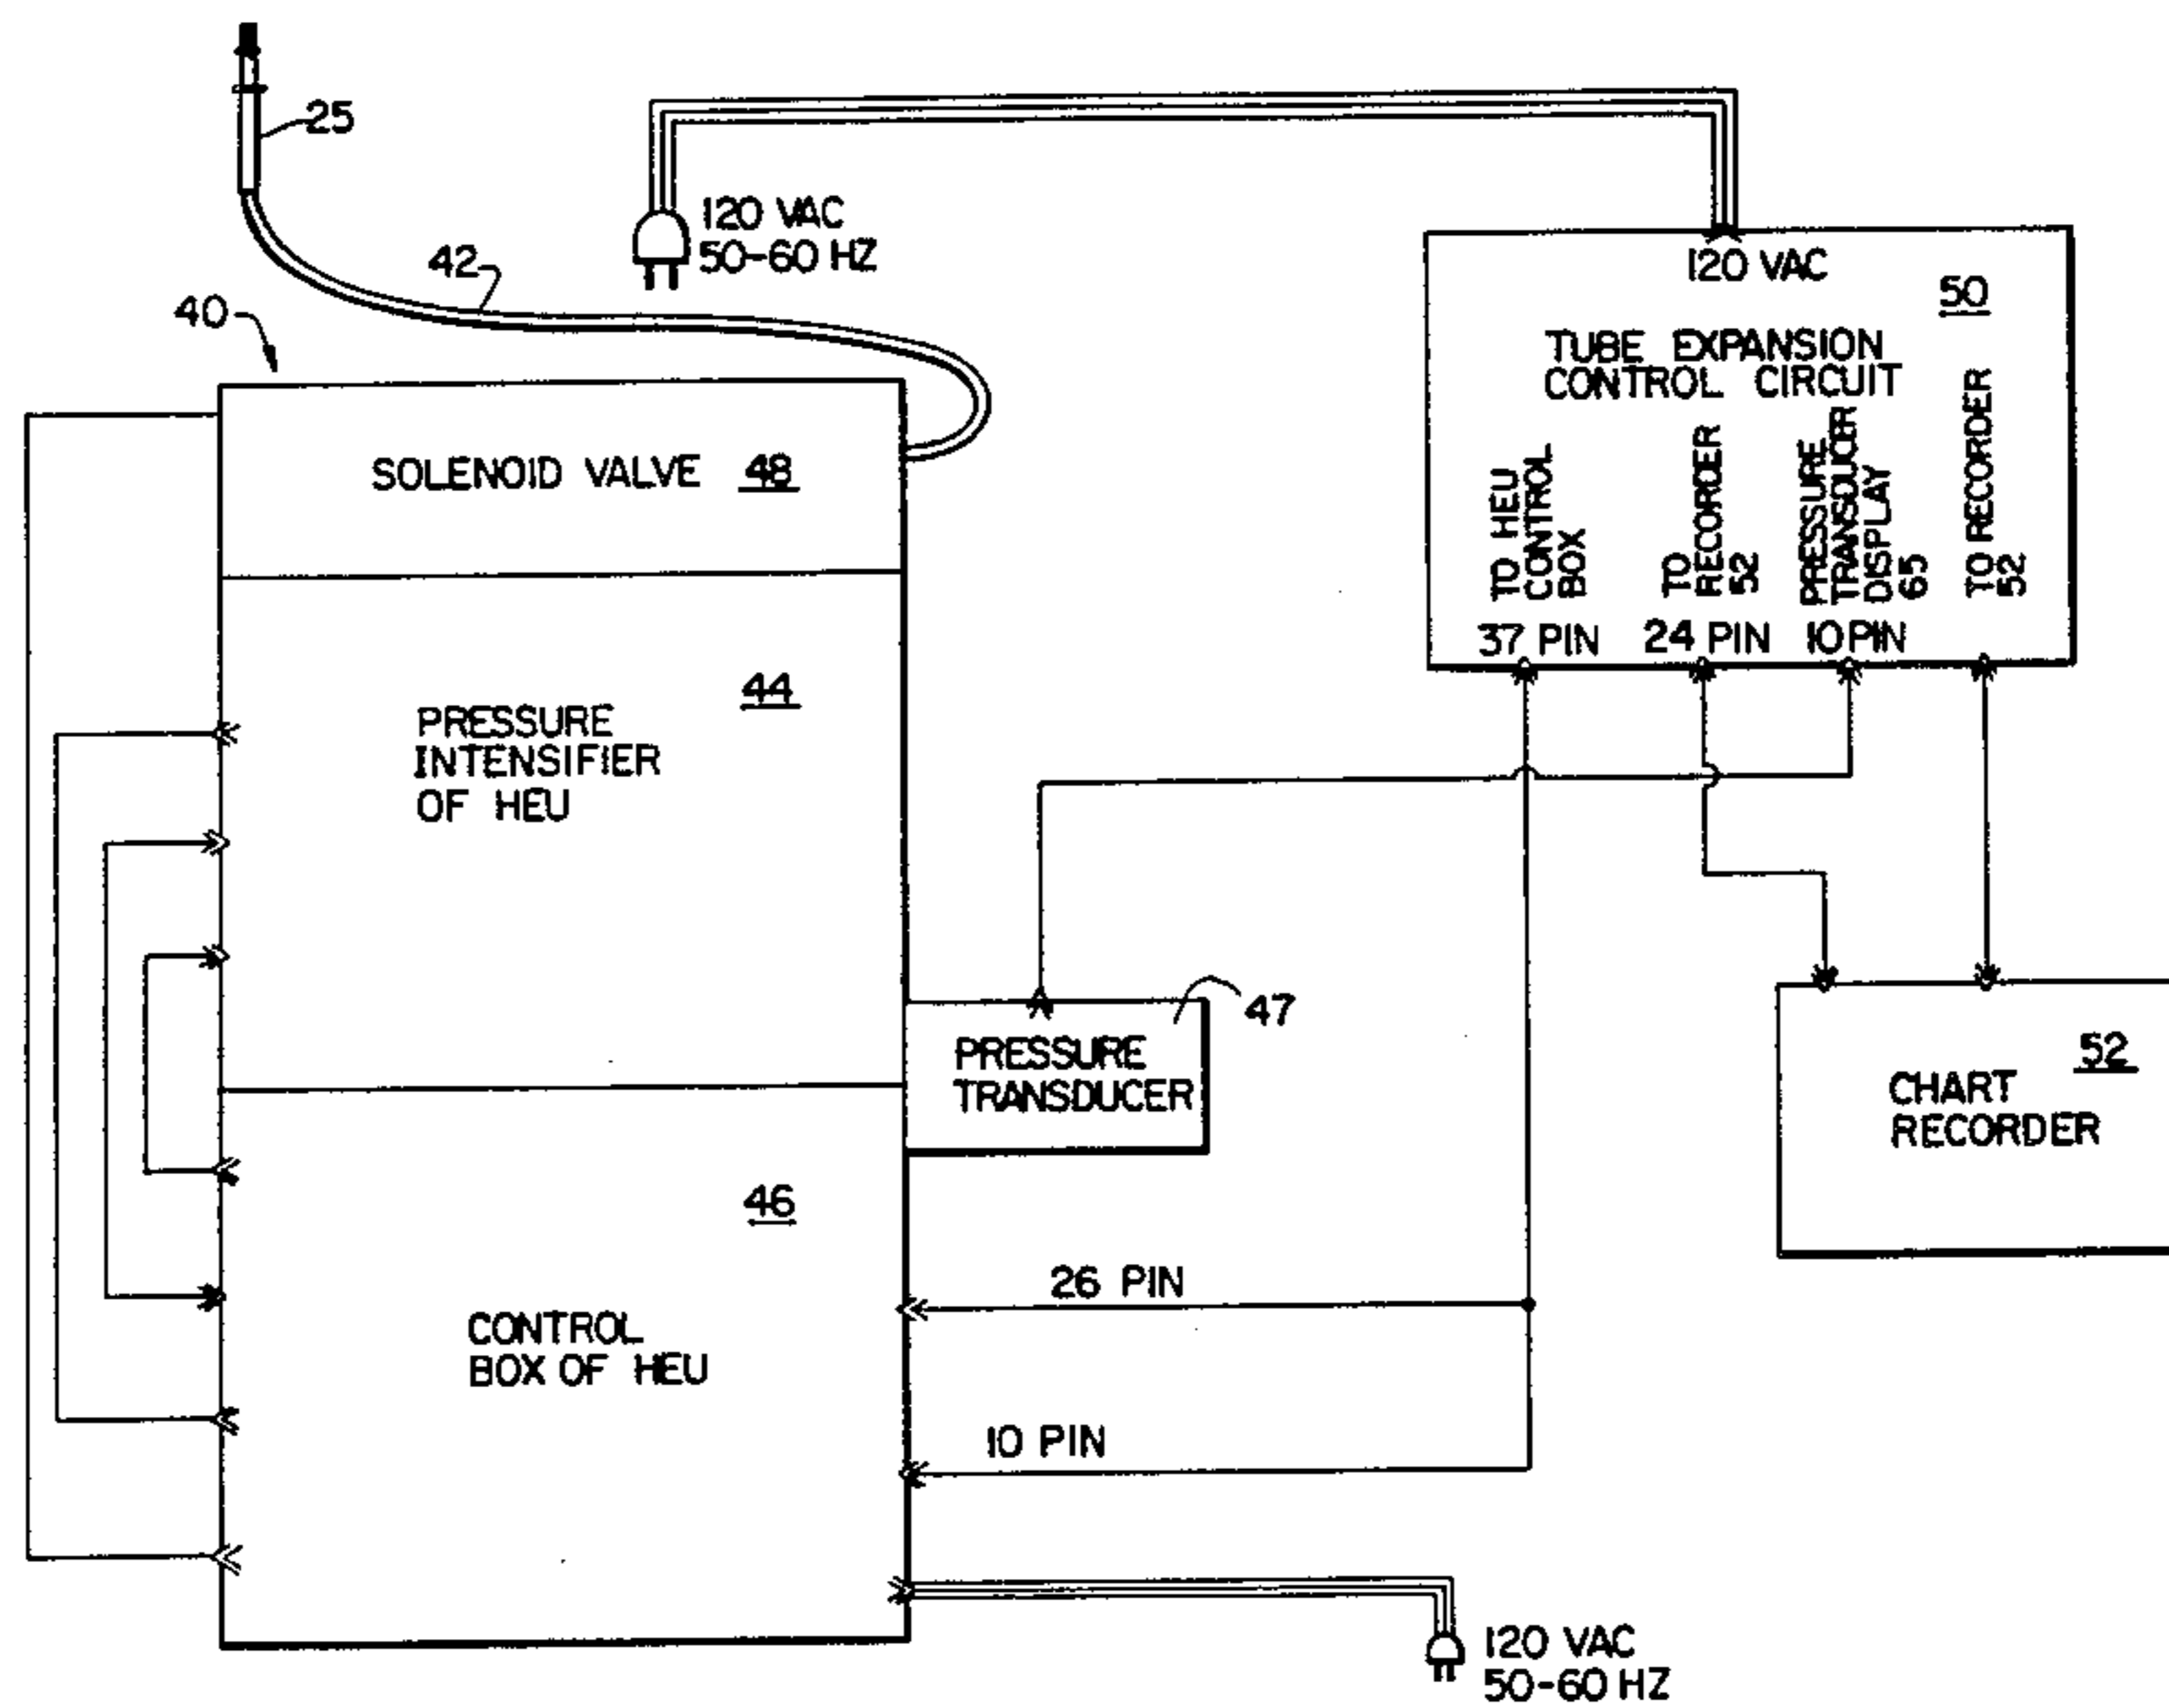 25
120 VAC
50-60 HZ
42
40
120 VAC
50
TUBE EXPANSION
CONTROL CIRCUIT
TO HEU
CONTROL
BOX
TO
RECORDER
52
PRESSURE
TRANSDUCER
DISPLAY
65
TO RECORDER
52
37 PIN
24 PIN
10 PIN
SOLENOID VALVE 48
44
PRESSURE
INTENSIFIER
OF HEU
47
PRESSURE
TRANSDUCER
52
CHART
RECORDER
46
26 PIN
CONTROL
BOX OF HEU
10 PIN
120 VAC
50-60 HZ